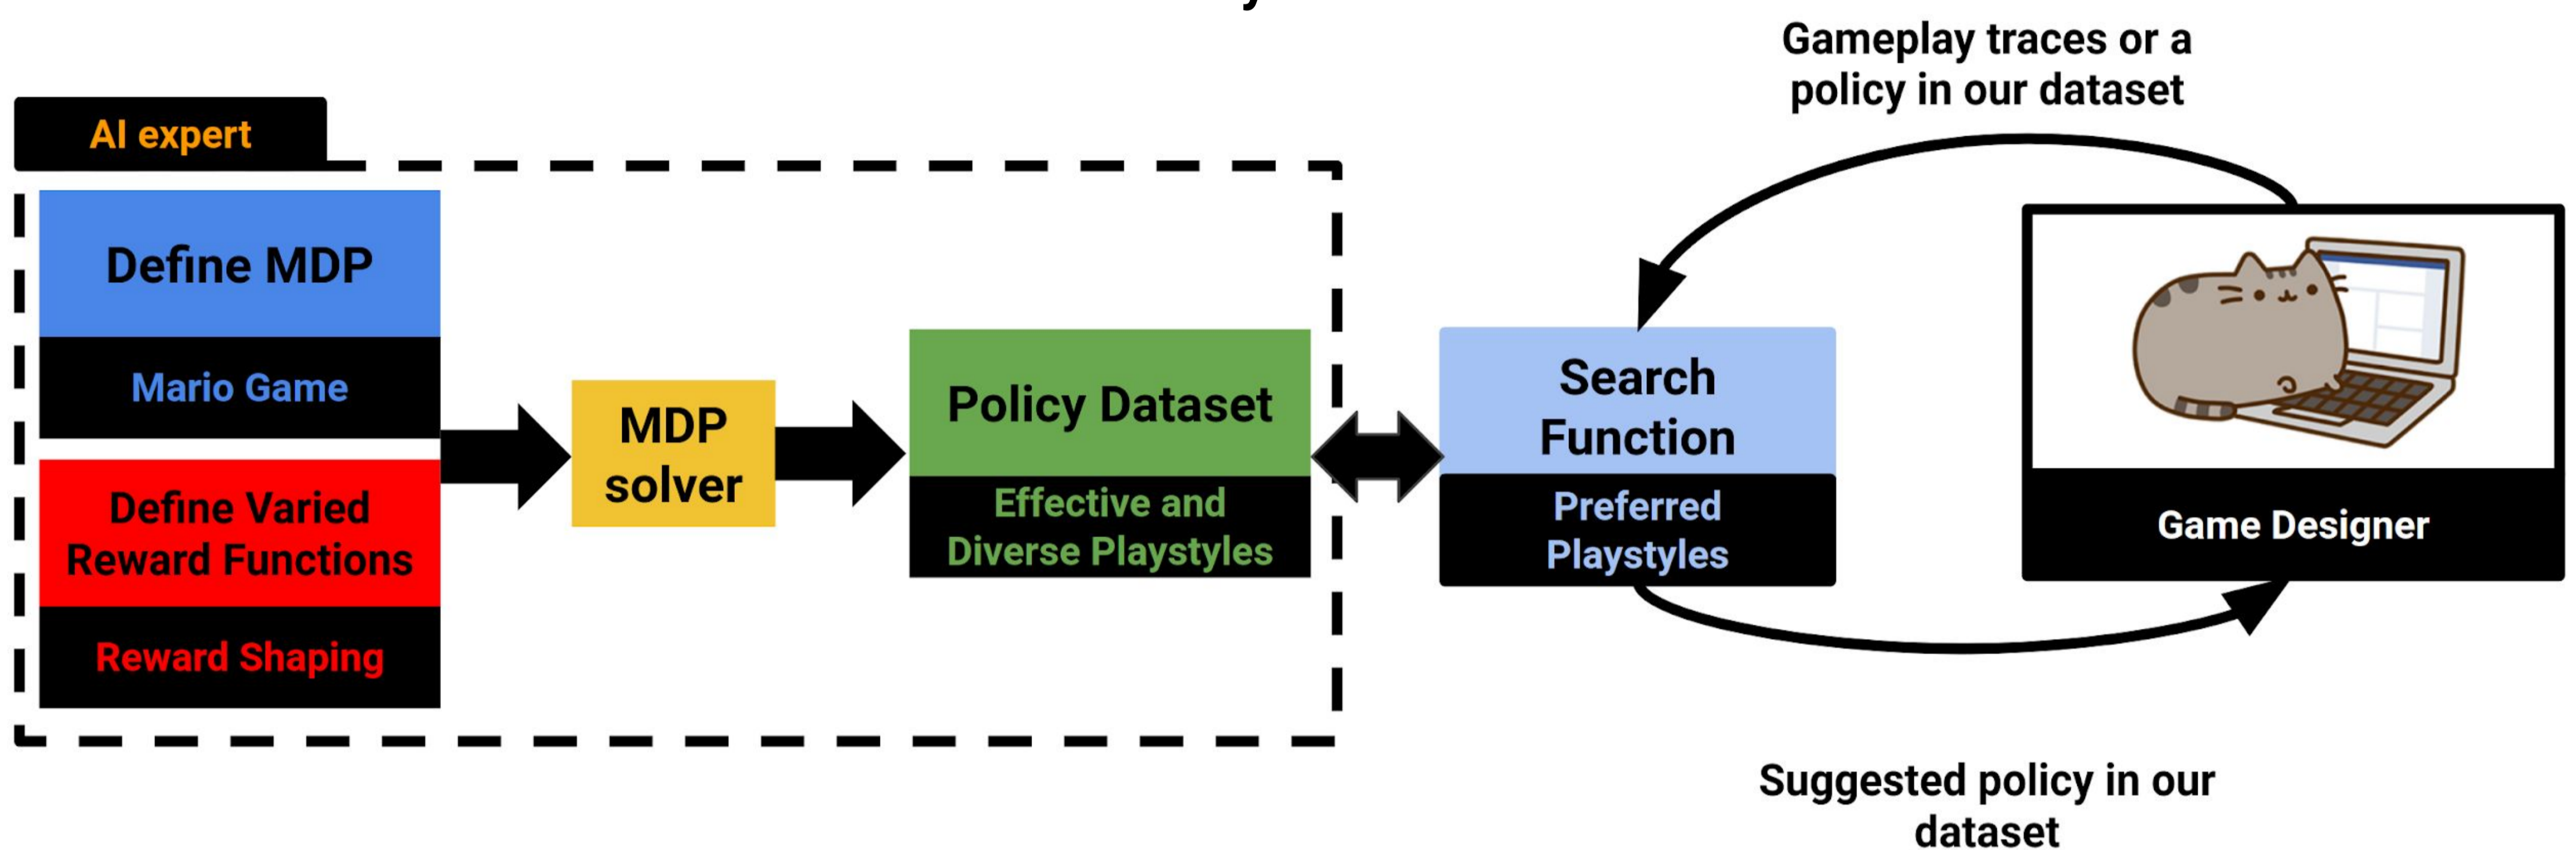 AI expert
Define MDP
Mario Game
Define Varied
Reward Functions
Reward Shaping
MDP
solver
Policy Dataset
Effective and
Diverse Playstyles
Search
Function
Preferred
Playstyles
Gameplay traces or a
policy in our dataset
Game Designer
Suggested policy in our
dataset